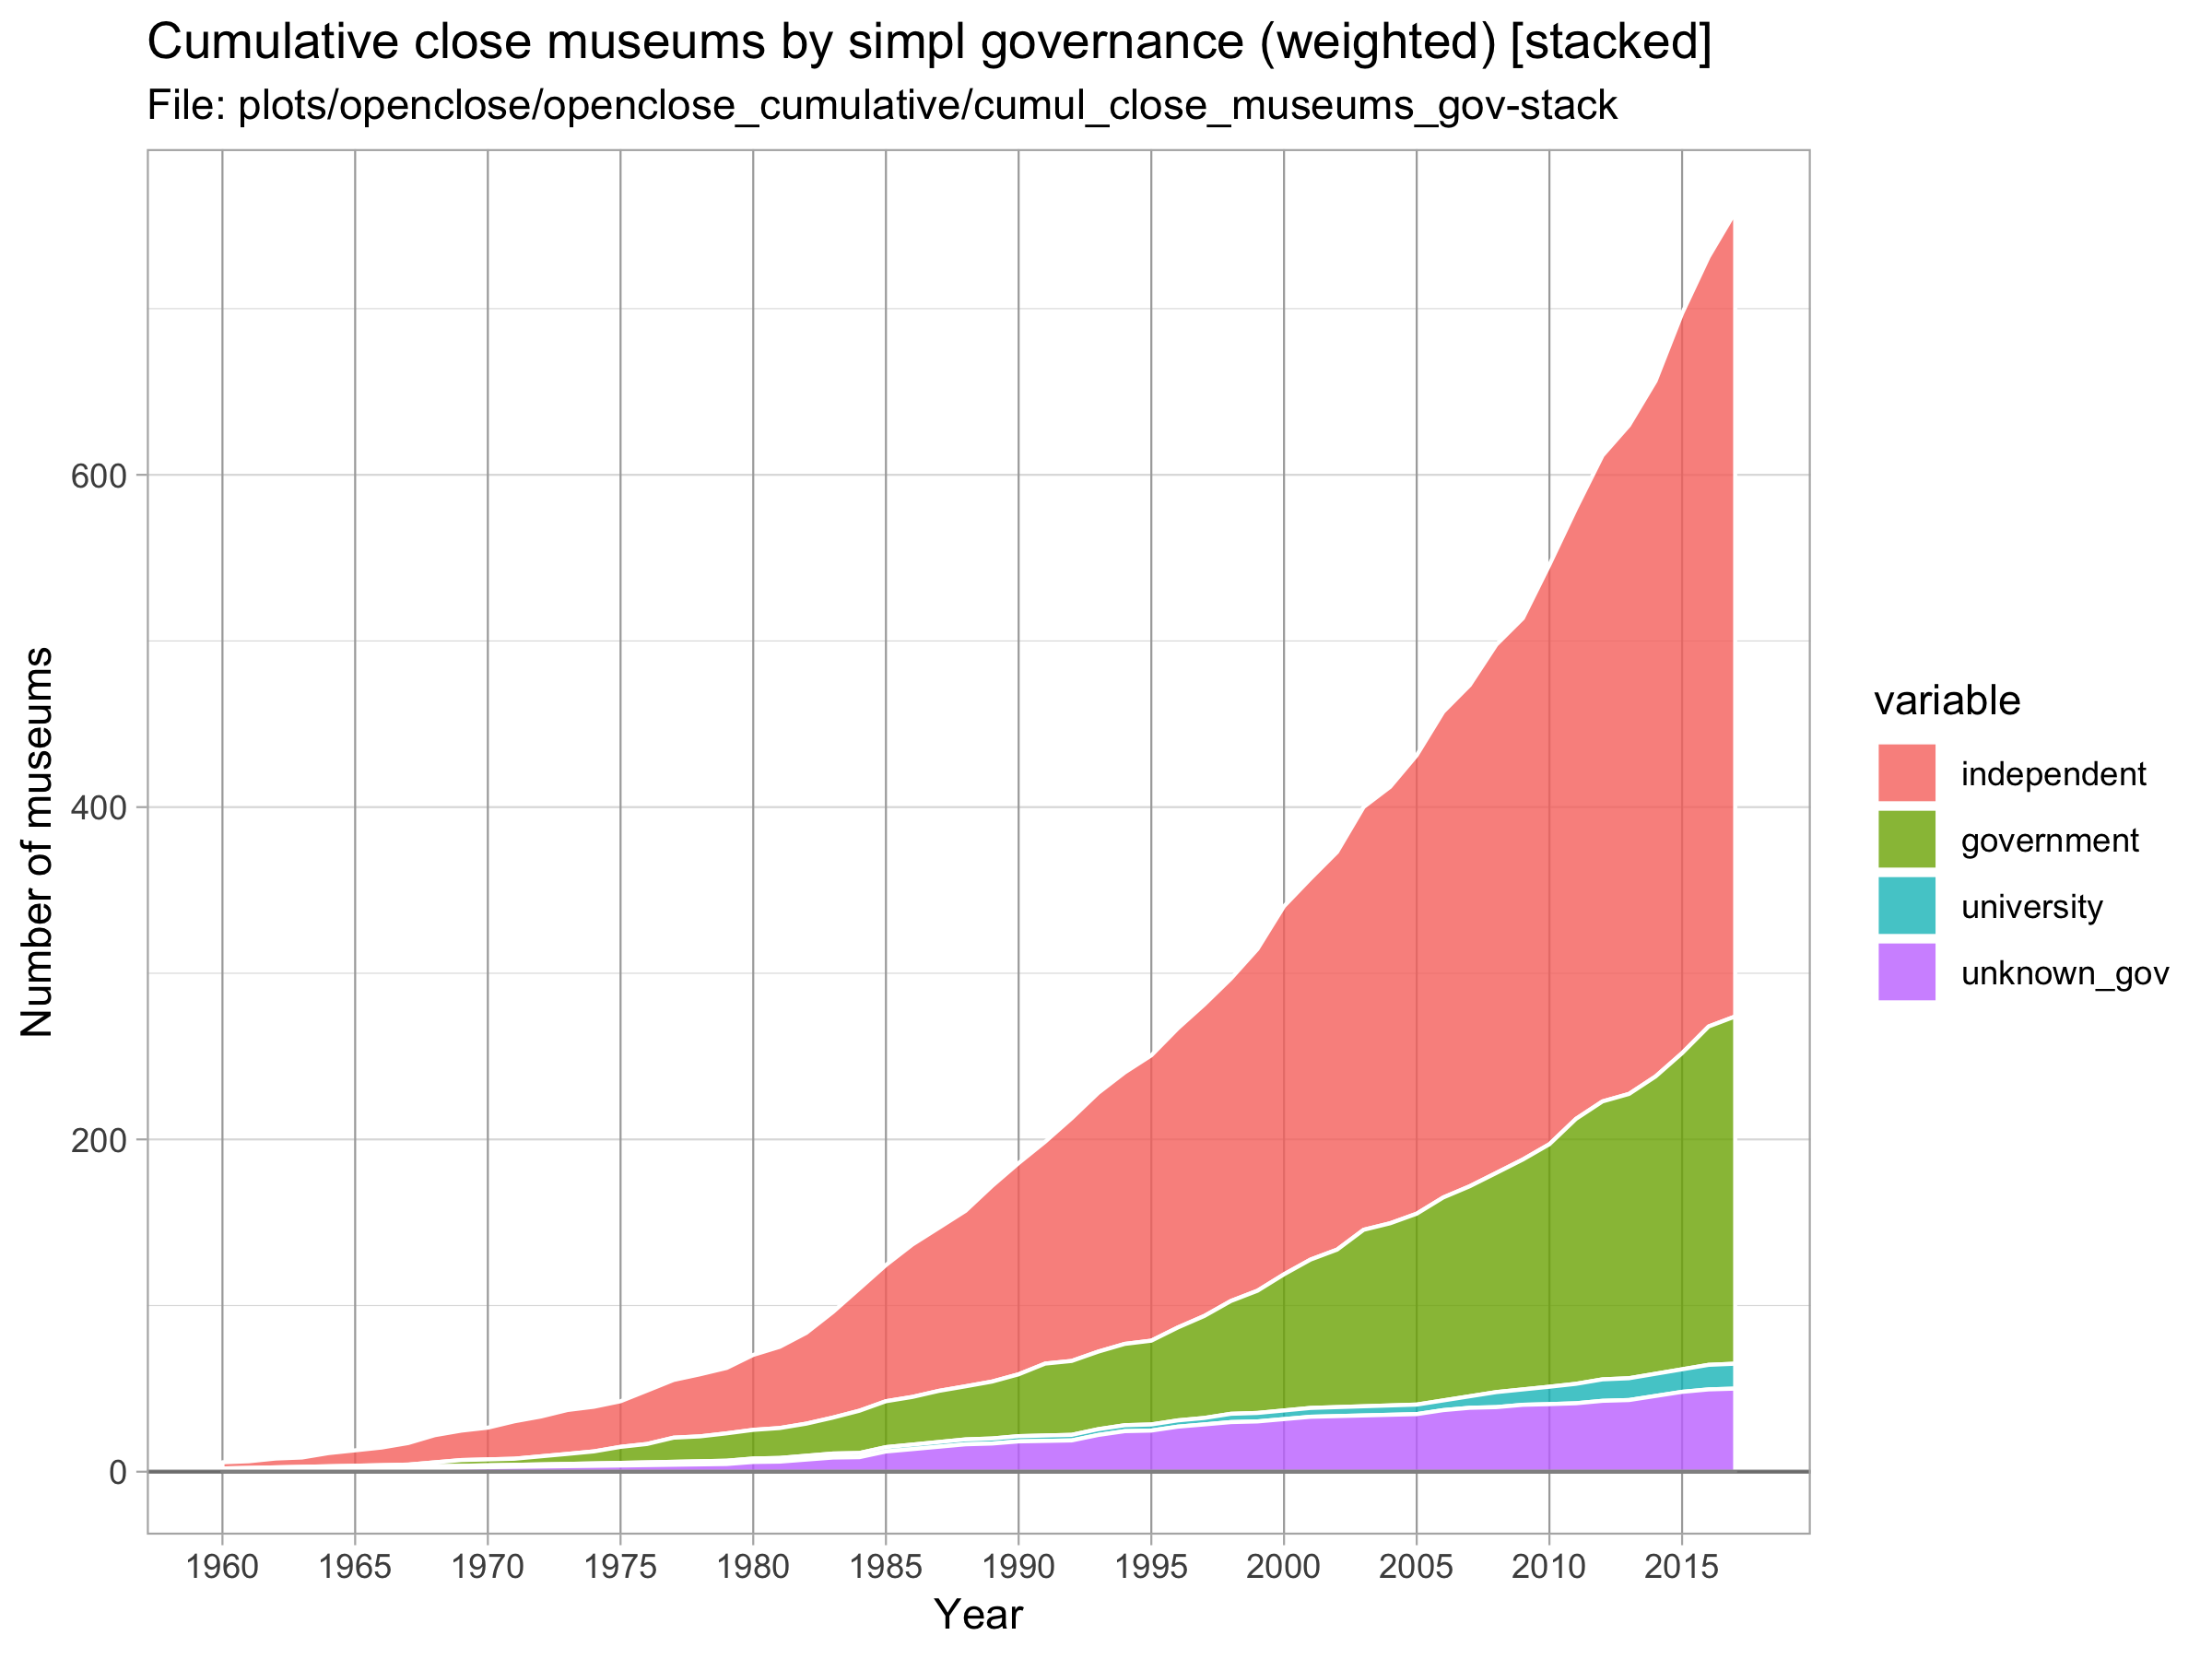 Cumulative close museums by simpl governance (weighted) [stacked]
File: plots/openclose/openclose_cumulative/cumul_close_museums_gov-stack
Number of museums
600
400
200
0
1960 1965 1970 1975 1980 1985 1990 1995 2000 2005 2010 2015
Year
variable
independent
government
university
unknown_gov